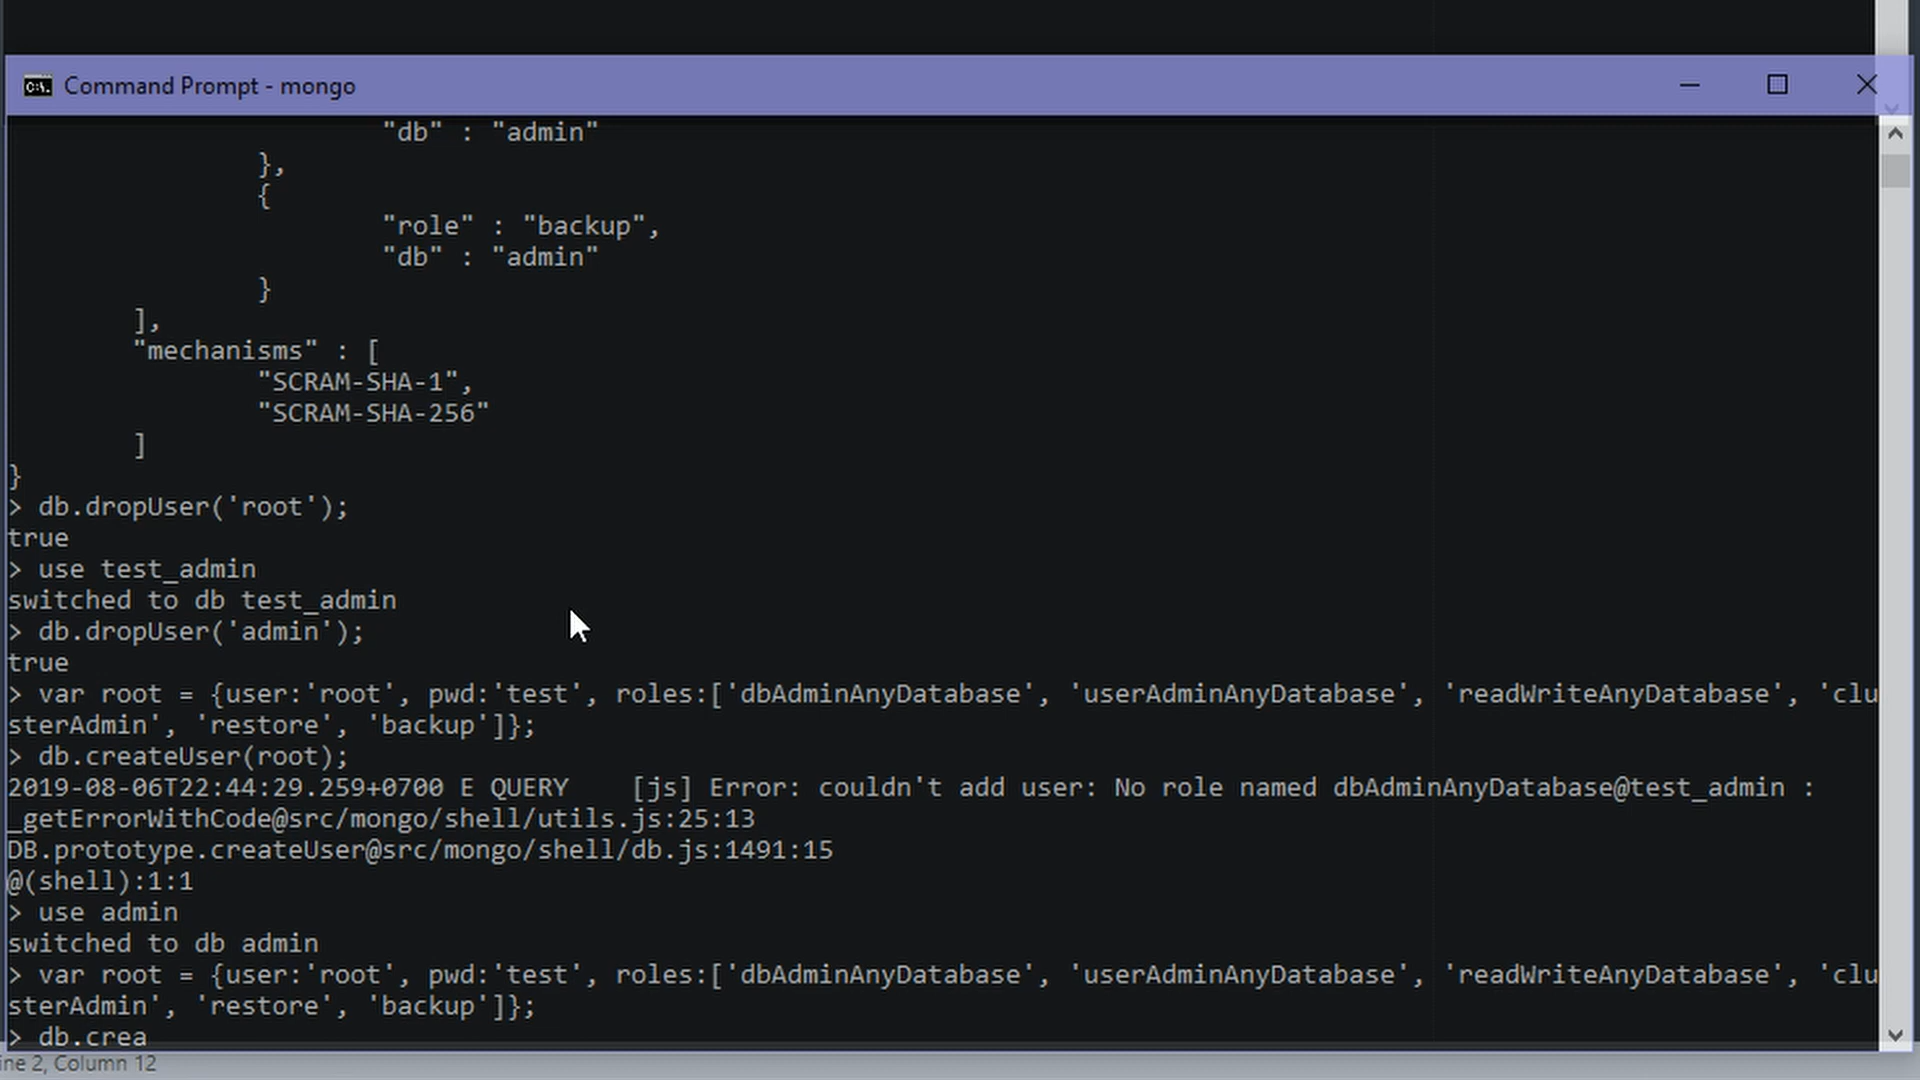 Command Prompt - mongo
"db" : "admin"
},
{
"role" : "backup",
"db" : "admin"
}
],
"mechanisms" : [
"SCRAM-SHA-1",
"SCRAM-SHA-256"
]
}
> db.dropUser('root');
true
> use test_admin
switched to db test_admin
> db.dropUser('admin');
true
> var root = {user:'root', pwd:'test', roles:['dbAdminAnyDatabase', 'userAdminAnyDatabase', 'readWriteAnyDatabase', 'clu
sterAdmin', 'restore', 'backup']};
> db.createUser(root);
2019-08-06T22:44:29.259+0700 E QUERY    [js] Error: couldn't add user: No role named dbAdminAnyDatabase@test_admin :
_getErrorWithCode@src/mongo/shell/utils.js:25:13
DB.prototype.createUser@src/mongo/shell/db.js:1491:15
@(shell):1:1
> use admin
switched to db admin
> var root = {user:'root', pwd:'test', roles:['dbAdminAnyDatabase', 'userAdminAnyDatabase', 'readWriteAnyDatabase', 'clu
sterAdmin', 'restore', 'backup']};
> db.crea
ine 2, Column 12